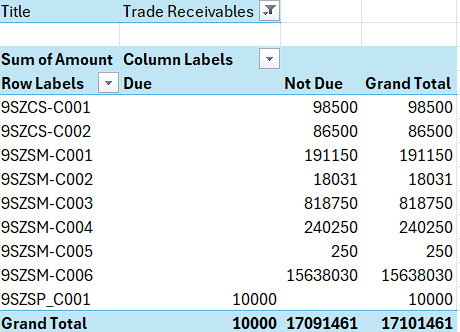 Title Trade Receivables
Sum of Amount Column Labels
Row Labels Due Not Due Grand Total
9SZCS-C001 98500 98500
9SZCS-C002 86500 86500
9SZSM-C001 191150 191150
9SZSM-C002 18031 18031
9SZSM-C003 818750 818750
9SZSM-C004 240250 240250
9SZSM-C005 250 250
9SZSM-C006 15638030 15638030
9SZSP_C001 10000 10000
Grand Total 10000 17091461 17101461